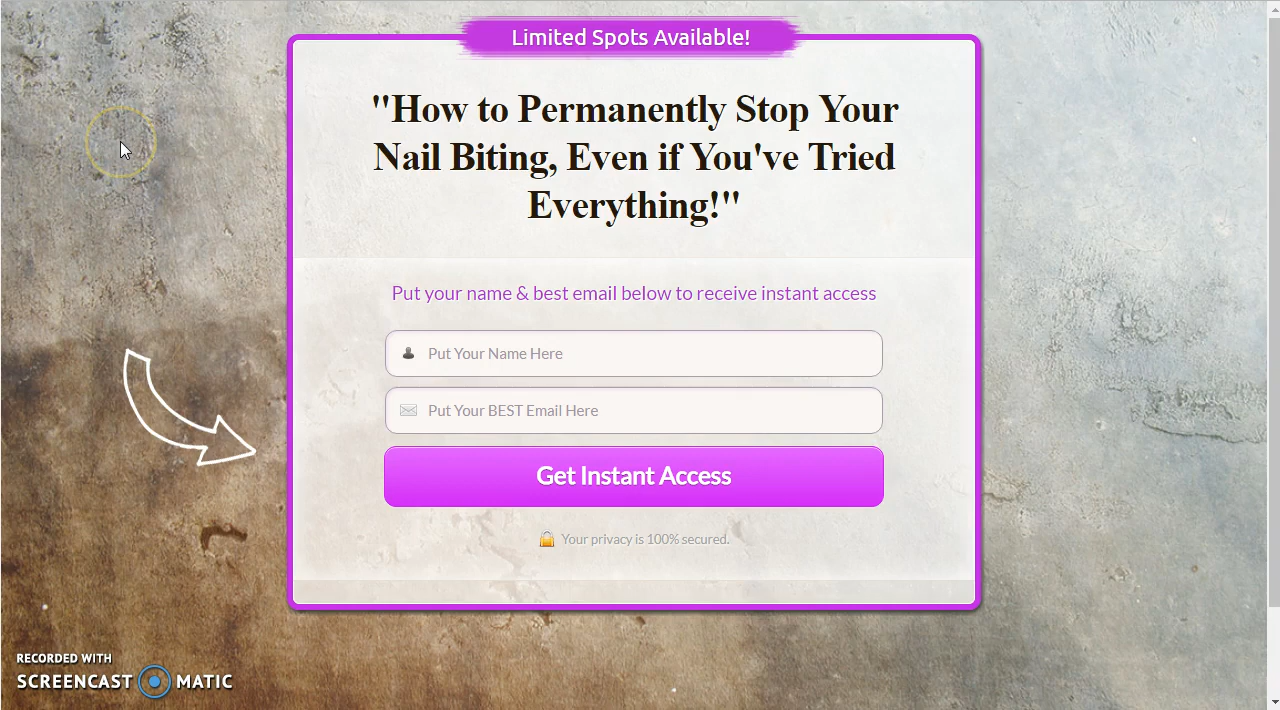 Limited Spots Available!
"How to Permanently Stop Your
Nail Biting, Even if You've Tried
Everything!"
Put your name & best email below to receive instant access
Put Your Name Here
Put Your BEST Email Here
Get Instant Access
Your privacy is 100% secured.
RECORDED WITH
SCREENCAST MATIC